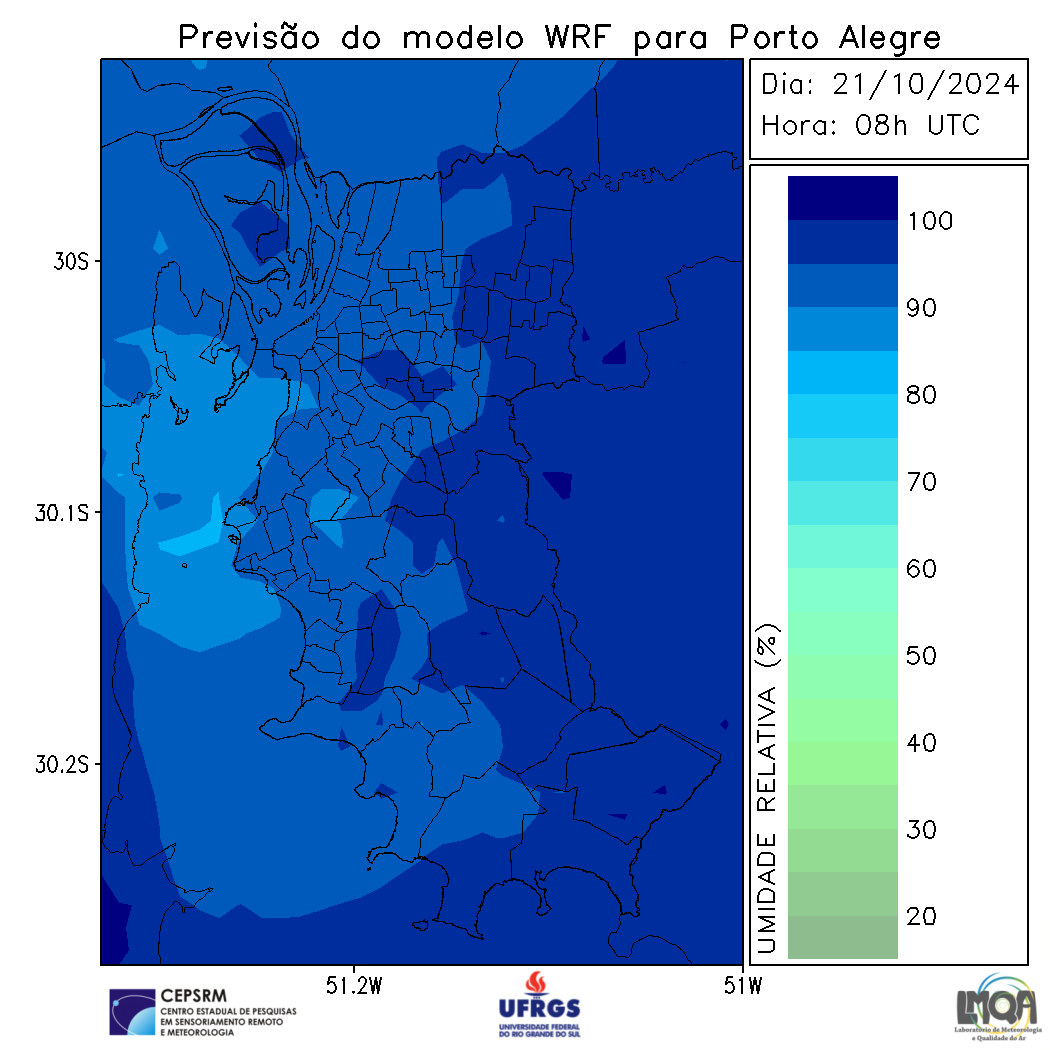 Previsão do modelo WRF para Porto Alegre
Dia: 21/10/2024
Hora: 08h UTC
100
90
80
70
60
50
40
30
20
UMIDADE RELATIVA (%)
30S
30.1S
30.2S
51.2W
51W
CEPSRM
CENTRO ESTADUAL DE PESQUISAS
EM SENSORIAMENTO REMOTO
E METEOROLOGIA
UFRGS
UNIVERSIDADE FEDERAL
DO RIO GRANDE DO SUL
LMQA
Laboratório de Meteorologia
e Qualidade do Ar